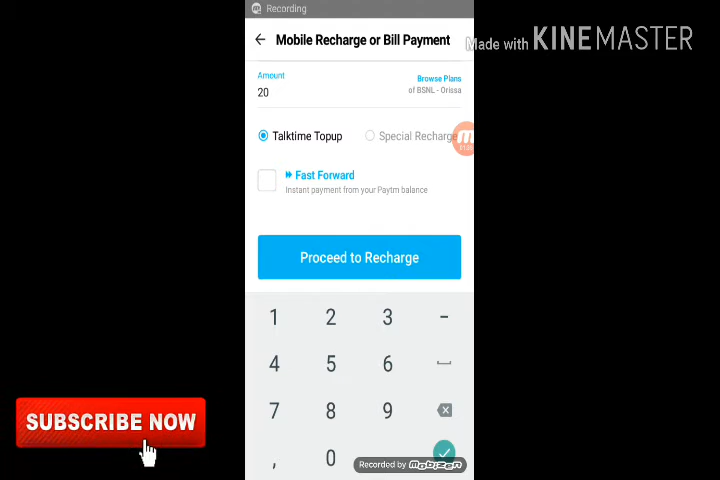 Recording
Mobile Recharge or Bill Payment
Made with KINEMASTER
Amount
Browse Plans
20
of BSNL - Orissa
Talktime Topup
Special Recharge
Fast Forward
Instant payment from your Paytm balance
Proceed to Recharge
1 2 3 -
4 5 6
7 8 9
, 0
SUBSCRIBE NOW
Recorded by MOBIZEN